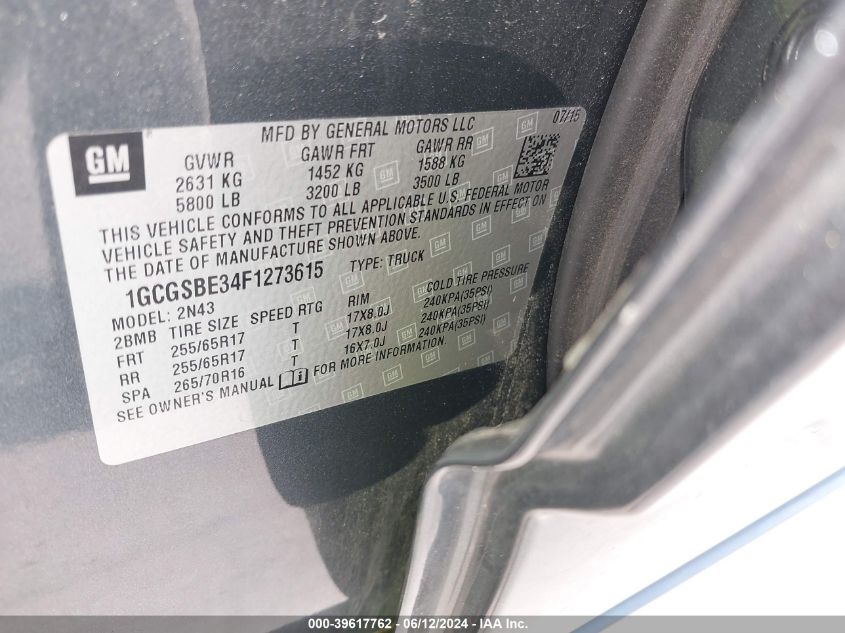 GM
MFD BY GENERAL MOTORS LLC
07/15
GVWR GAWR FRT GAWR RR
2631 KG 1452 KG 1588 KG
5800 LB 3200 LB 3500 LB
THIS VEHICLE CONFORMS TO ALL APPLICABLE U.S. FEDERAL MOTOR
VEHICLE SAFETY AND THEFT PREVENTION STANDARDS IN EFFECT ON
THE DATE OF MANUFACTURE SHOWN ABOVE.
1GCGSBE34F1273615 TYPE: TRUCK
MODEL: 2N43
2BMB TIRE SIZE SPEED RTG RIM COLD TIRE PRESSURE
FRT 255/65R17 T 17X8.0J 240KPA(35PSI)
RR 255/65R17 T 17X8.0J 240KPA(35PSI)
SPA 265/70R16 T 16X7.0J 240KPA(35PSI)
SEE OWNER'S MANUAL FOR MORE INFORMATION.
000-39617762 - 06/12/2024 - IAA Inc.